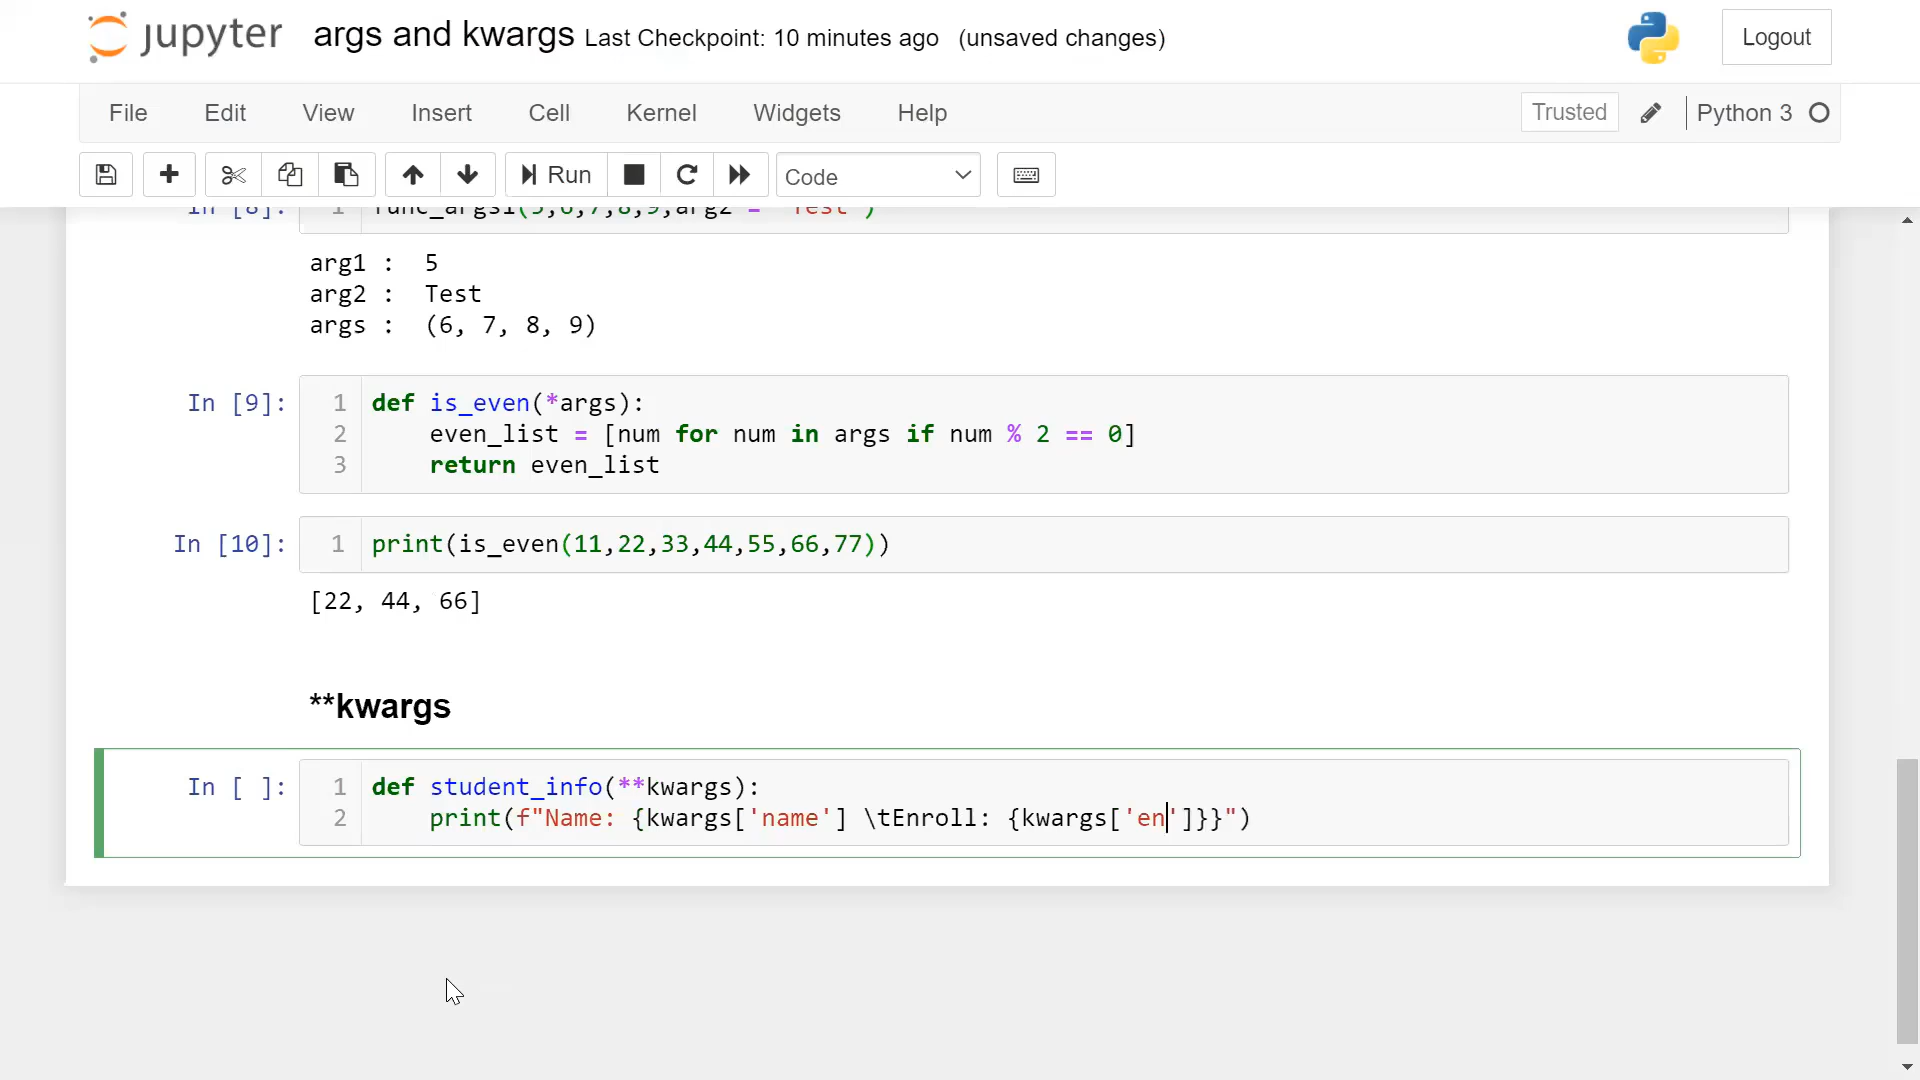 jupyter args and kwargs Last Checkpoint: 10 minutes ago (unsaved changes) Logout
File Edit View Insert Cell Kernel Widgets Help Trusted Python 3
Run Code
In [8]: 1 func_args1(5,6,7,8,9,arg2 = "Test")
arg1 : 5
arg2 : Test
args : (6, 7, 8, 9)
In [9]: 1 def is_even(*args):
2 even_list = [num for num in args if num % 2 == 0]
3 return even_list
In [10]: 1 print(is_even(11,22,33,44,55,66,77))
[22, 44, 66]
**kwargs
In [ ]: 1 def student_info(**kwargs):
2 print(f"Name: {kwargs['name'] \tEnroll: {kwargs['en']}}")